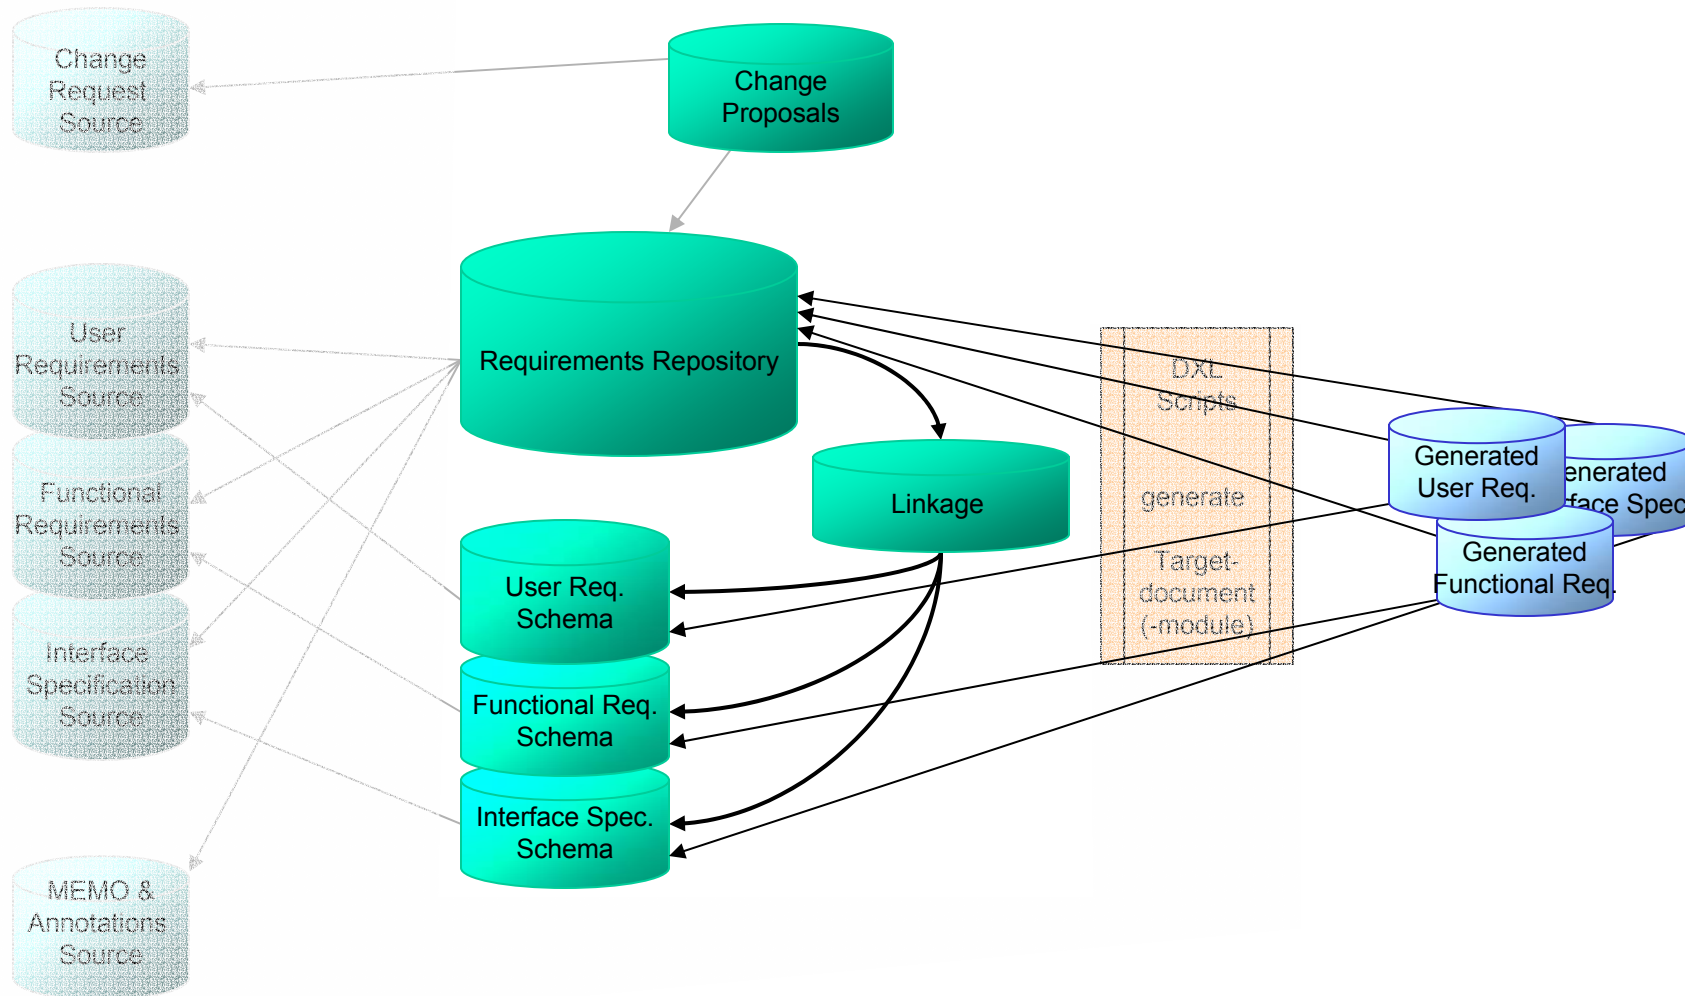 Change
Request
Source
Change
Proposals
User
Requirements
Source
Requirements Repository
DXL
Scripts
generate
Target-
document
(-module)
Functional
Requirements
Source
Linkage
Generated
User Req.
enerated
rface Spec
Generated
Functional Req.
User Req.
Schema
Interface
Specification
Source
Functional Req.
Schema
Interface Spec.
Schema
MEMO &
Annotations
Source